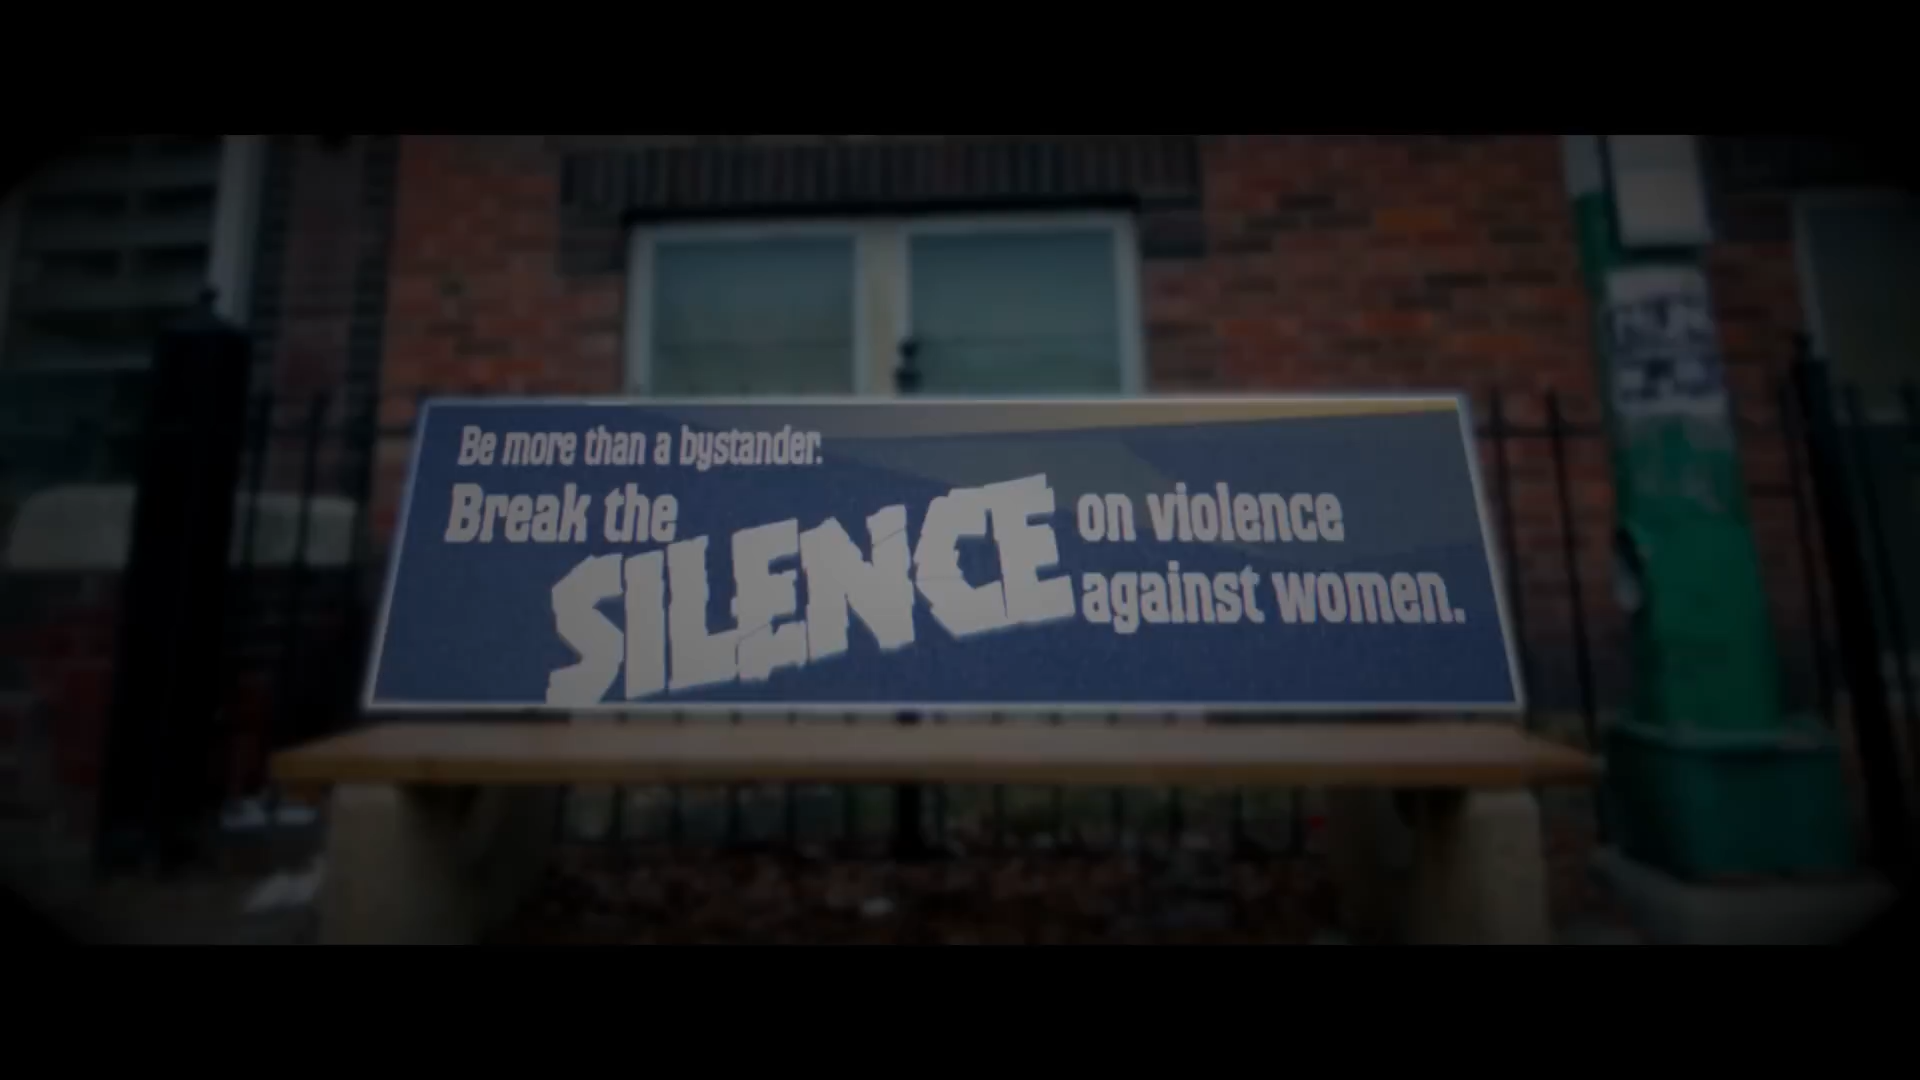 Be more than a bystander.
Break the SILENCE on violence
against women.